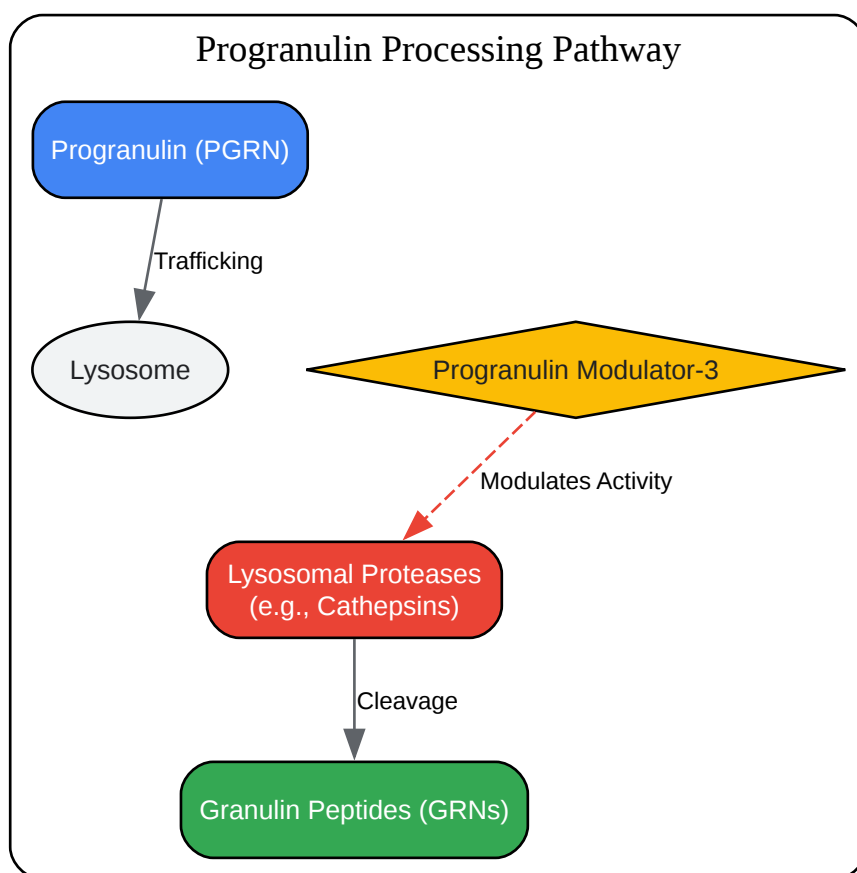 Progranulin Processing Pathway
Progranulin (PGRN)
Trafficking
Lysosome
Progranulin Modulator-3
Modulates Activity
Lysosomal Proteases
(e.g., Cathepsins)
Cleavage
Granulin Peptides (GRNs)